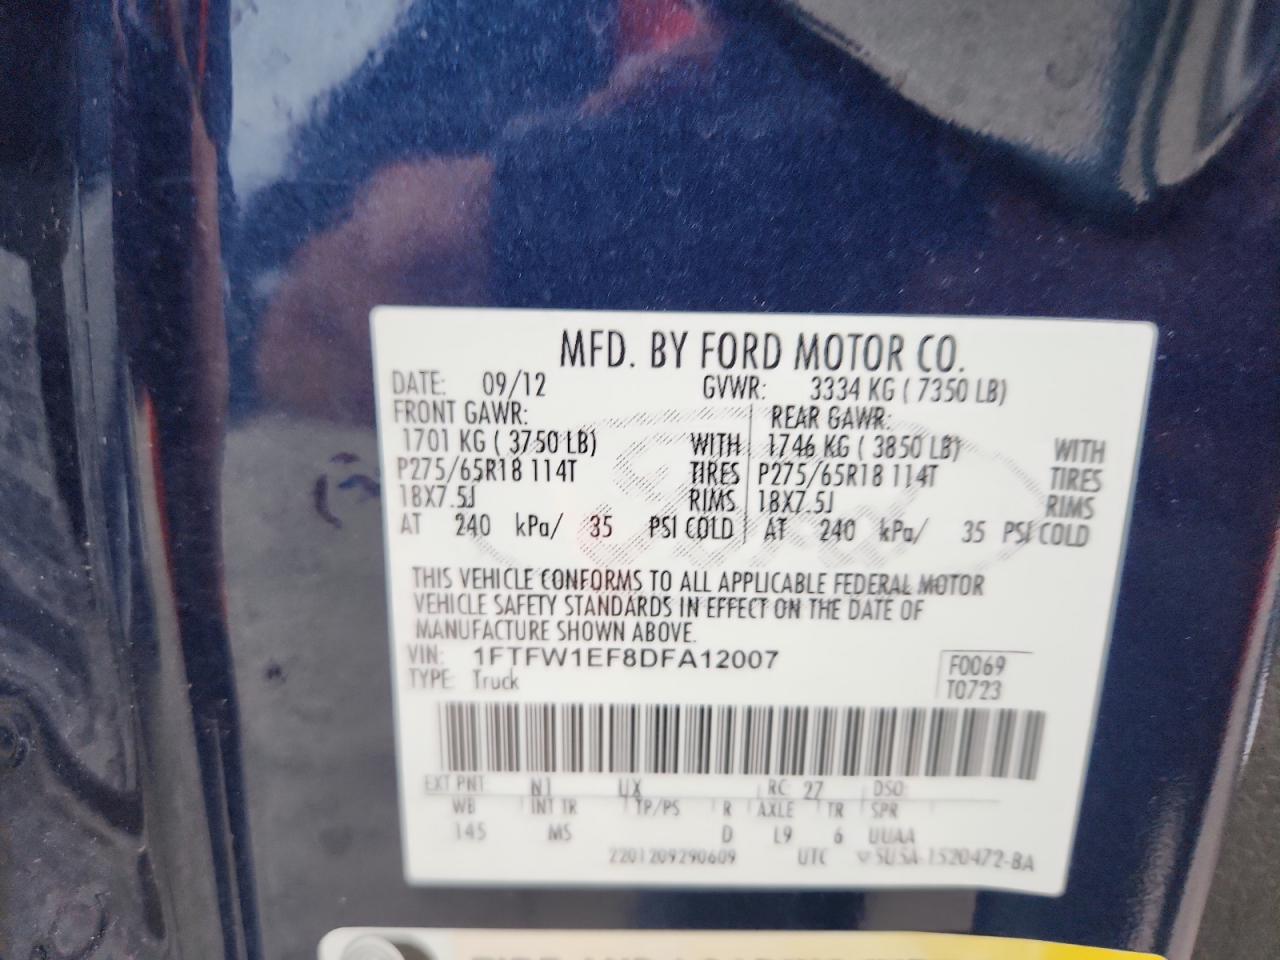 MFD. BY FORD MOTOR CO.
DATE: 09/12 GVWR: 3334 KG ( 7350 LB)
FRONT GAWR: REAR GAWR:
1701 KG ( 3750 LB) WITH 1746 KG ( 3850 LB) WITH
P275/65R18 114T TIRES P275/65R18 114T TIRES
18X7.5J RIMS 18X7.5J RIMS
AT 240 kPa/ 35 PSI COLD AT 240 kPa/ 35 PSI COLD
THIS VEHICLE CONFORMS TO ALL APPLICABLE FEDERAL MOTOR
VEHICLE SAFETY STANDARDS IN EFFECT ON THE DATE OF
MANUFACTURE SHOWN ABOVE.
VIN: 1FTFW1EF8DFA12007 F0069
TYPE: Truck T0723
EXT PNT: N1 UX RC: 27 DSO:
WB INT TR TP/PS R AXLE TR SPR
145 MS D L9 6 UUAA
2201209290609 UTC 5U5A-1520472-BA